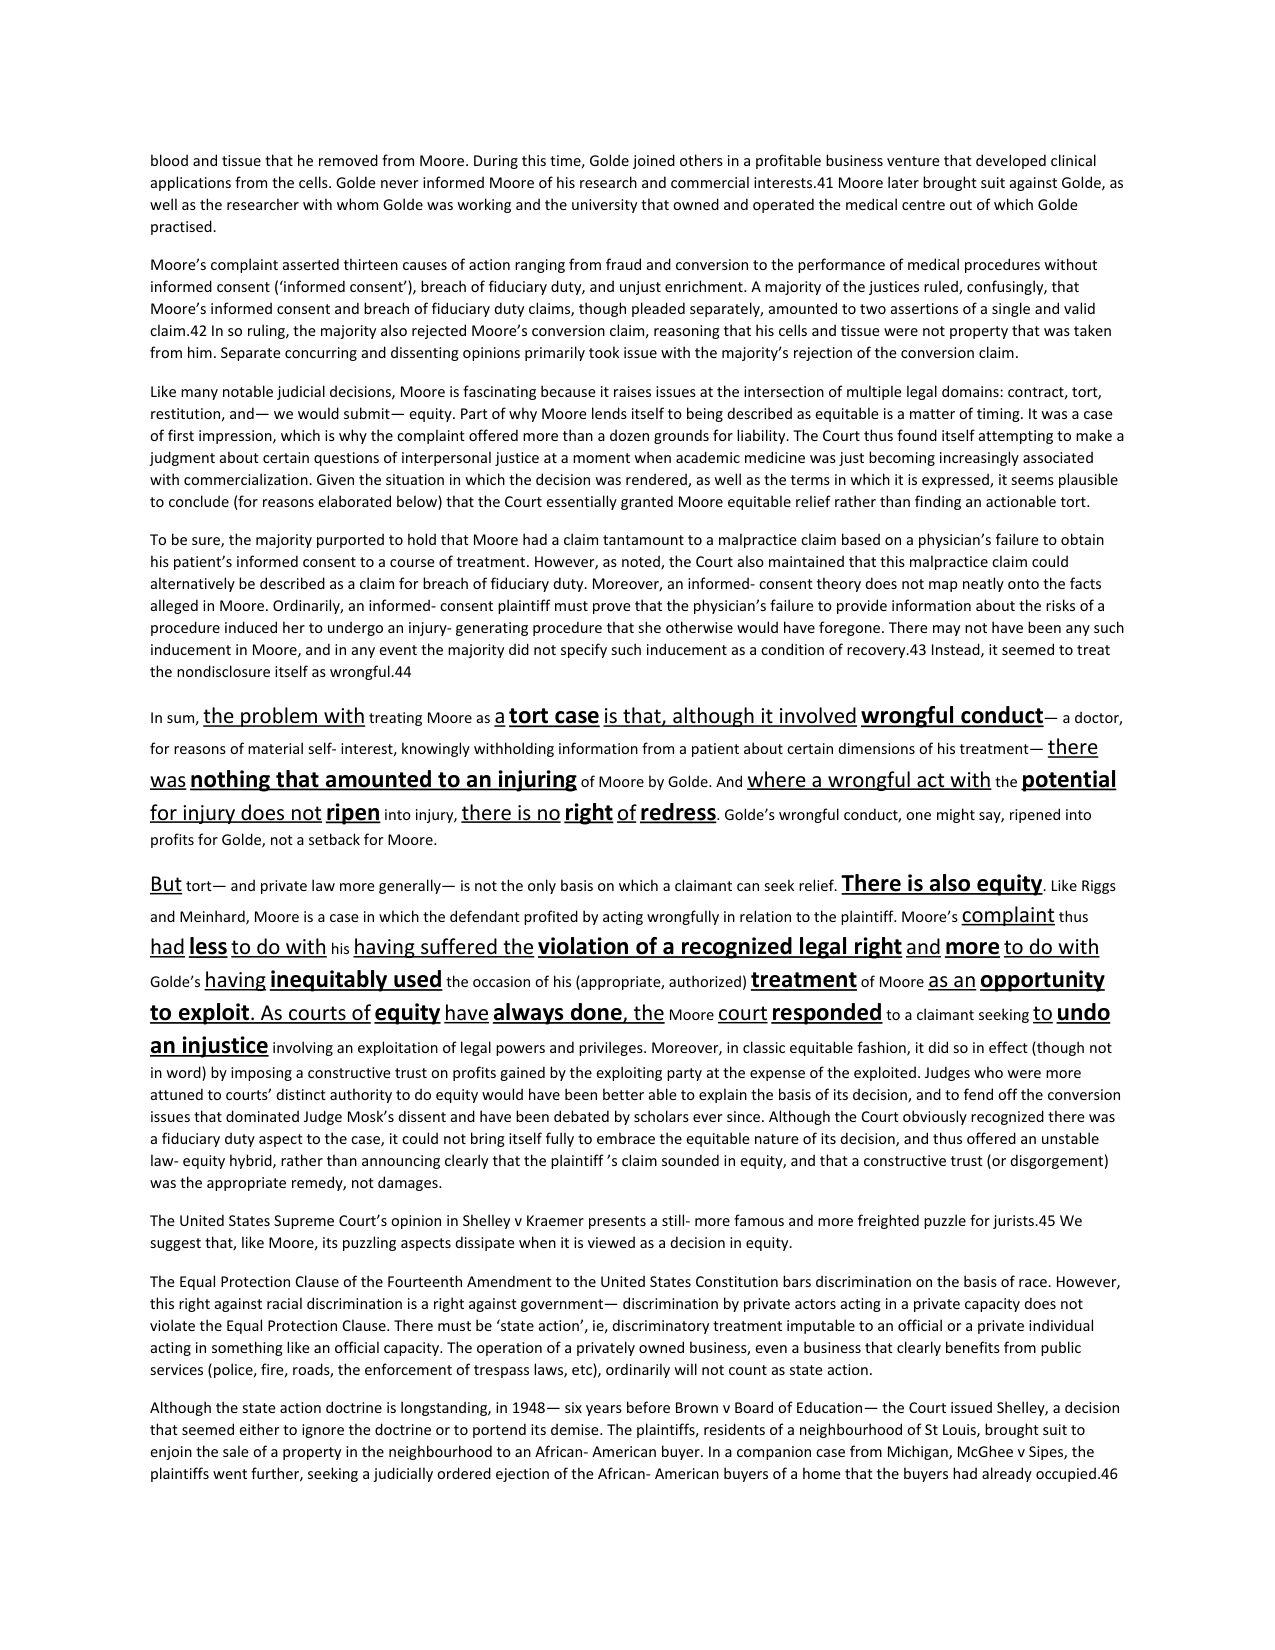 blood and tissue that he removed from Moore. During this time, Golde joined others in a profitable business venture that developed clinical
applications from the cells. Golde never informed Moore of his research and commercial interests.41 Moore later brought suit against Golde, as
well as the researcher with whom Golde was working and the university that owned and operated the medical centre out of which Golde
practised.
Moore’s complaint asserted thirteen causes of action ranging from fraud and conversion to the performance of medical procedures without
informed consent (‘informed consent’), breach of fiduciary duty, and unjust enrichment. A majority of the justices ruled, confusingly, that
Moore’s informed consent and breach of fiduciary duty claims, though pleaded separately, amounted to two assertions of a single and valid
claim.42 In so ruling, the majority also rejected Moore’s conversion claim, reasoning that his cells and tissue were not property that was taken
from him. Separate concurring and dissenting opinions primarily took issue with the majority’s rejection of the conversion claim.
Like many notable judicial decisions, Moore is fascinating because it raises issues at the intersection of multiple legal domains: contract, tort,
restitution, and— we would submit— equity. Part of why Moore lends itself to being described as equitable is a matter of timing. It was a case
of first impression, which is why the complaint offered more than a dozen grounds for liability. The Court thus found itself attempting to make a
judgment about certain questions of interpersonal justice at a moment when academic medicine was just becoming increasingly associated
with commercialization. Given the situation in which the decision was rendered, as well as the terms in which it is expressed, it seems plausible
to conclude (for reasons elaborated below) that the Court essentially granted Moore equitable relief rather than finding an actionable tort.
To be sure, the majority purported to hold that Moore had a claim tantamount to a malpractice claim based on a physician’s failure to obtain
his patient’s informed consent to a course of treatment. However, as noted, the Court also maintained that this malpractice claim could
alternatively be described as a claim for breach of fiduciary duty. Moreover, an informed- consent theory does not map neatly onto the facts
alleged in Moore. Ordinarily, an informed- consent plaintiff must prove that the physician’s failure to provide information about the risks of a
procedure induced her to undergo an injury- generating procedure that she otherwise would have foregone. There may not have been any such
inducement in Moore, and in any event the majority did not specify such inducement as a condition of recovery.43 Instead, it seemed to treat
the nondisclosure itself as wrongful.44
In sum, the problem with treating Moore as a tort case is that, although it involved wrongful conduct— a doctor,
for reasons of material self- interest, knowingly withholding information from a patient about certain dimensions of his treatment— there
was nothing that amounted to an injuring of Moore by Golde. And where a wrongful act with the potential
for injury does not ripen into injury, there is no right of redress. Golde’s wrongful conduct, one might say, ripened into
profits for Golde, not a setback for Moore.
But tort— and private law more generally— is not the only basis on which a claimant can seek relief. There is also equity. Like Riggs
and Meinhard, Moore is a case in which the defendant profited by acting wrongfully in relation to the plaintiff. Moore’s complaint thus
had less to do with his having suffered the violation of a recognized legal right and more to do with
Golde’s having inequitably used the occasion of his (appropriate, authorized) treatment of Moore as an opportunity
to exploit. As courts of equity have always done, the Moore court responded to a claimant seeking to undo
an injustice involving an exploitation of legal powers and privileges. Moreover, in classic equitable fashion, it did so in effect (though not
in word) by imposing a constructive trust on profits gained by the exploiting party at the expense of the exploited. Judges who were more
attuned to courts’ distinct authority to do equity would have been better able to explain the basis of its decision, and to fend off the conversion
issues that dominated Judge Mosk’s dissent and have been debated by scholars ever since. Although the Court obviously recognized there was
a fiduciary duty aspect to the case, it could not bring itself fully to embrace the equitable nature of its decision, and thus offered an unstable
law- equity hybrid, rather than announcing clearly that the plaintiff ’s claim sounded in equity, and that a constructive trust (or disgorgement)
was the appropriate remedy, not damages.
The United States Supreme Court’s opinion in Shelley v Kraemer presents a still- more famous and more freighted puzzle for jurists.45 We
suggest that, like Moore, its puzzling aspects dissipate when it is viewed as a decision in equity.
The Equal Protection Clause of the Fourteenth Amendment to the United States Constitution bars discrimination on the basis of race. However,
this right against racial discrimination is a right against government— discrimination by private actors acting in a private capacity does not
violate the Equal Protection Clause. There must be ‘state action’, ie, discriminatory treatment imputable to an official or a private individual
acting in something like an official capacity. The operation of a privately owned business, even a business that clearly benefits from public
services (police, fire, roads, the enforcement of trespass laws, etc), ordinarily will not count as state action.
Although the state action doctrine is longstanding, in 1948— six years before Brown v Board of Education— the Court issued Shelley, a decision
that seemed either to ignore the doctrine or to portend its demise. The plaintiffs, residents of a neighbourhood of St Louis, brought suit to
enjoin the sale of a property in the neighbourhood to an African- American buyer. In a companion case from Michigan, McGhee v Sipes, the
plaintiffs went further, seeking a judicially ordered ejection of the African- American buyers of a home that the buyers had already occupied.46